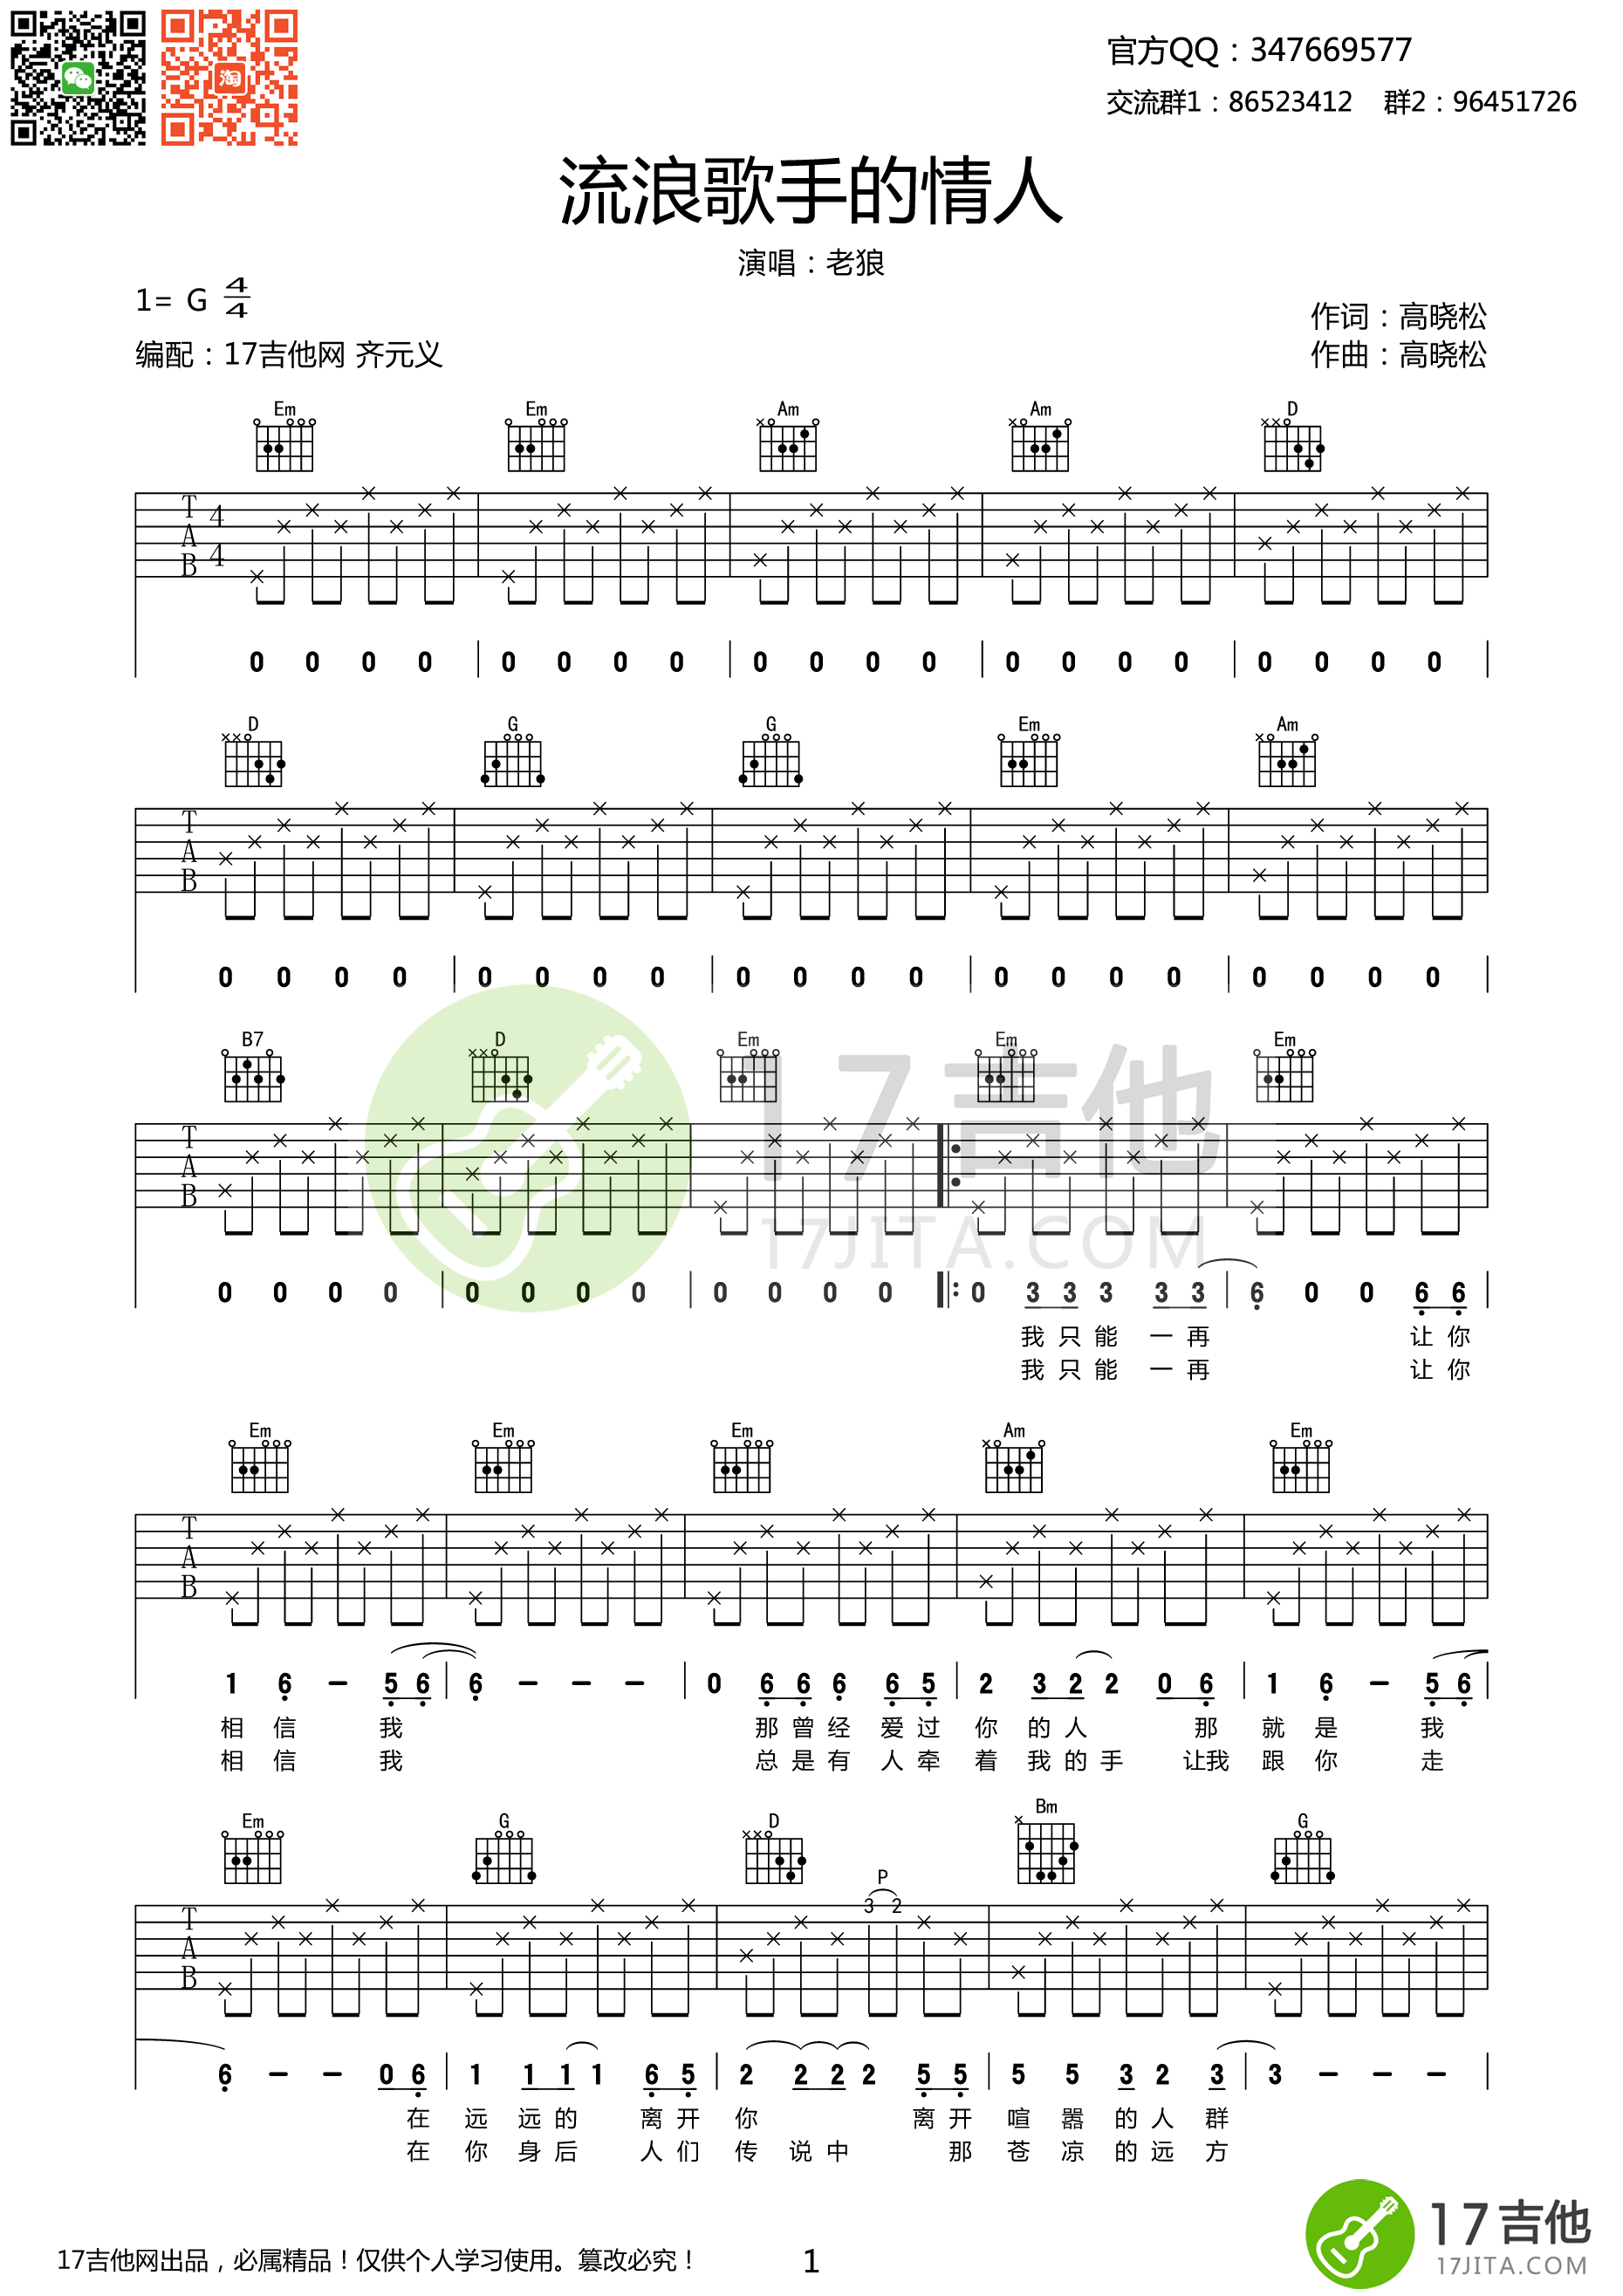 官方QQ：347669577
交流群1：86523412 群2：96451726
流浪歌手的情人
演唱：老狼
1= G 4/4
作词：高晓松
编配：17吉他网 齐元义
作曲：高晓松
Em Em Am Am D
T A B 4 4
0 0 0 0 | 0 0 0 0 | 0 0 0 0 | 0 0 0 0 | 0 0 0 0
D G G Em Am
T A B
0 0 0 0 | 0 0 0 0 | 0 0 0 0 | 0 0 0 0 | 0 0 0 0
B7 D Em Em Em
17吉他
T A B
17JITA.COM
0 0 0 0 | 0 0 0 0 | 0 0 0 0 |: 0 3 3 3 3 3 | 6 0 0 6 6
我 只 能 一 再 让 你
我 只 能 一 再 让 你
Em Em Em Am Em
T A B
1 6 - 5 6 | 6 - - - | 0 6 6 6 6 5 | 2 3 2 2 0 6 | 1 6 - 5 6
相 信 我 那 曾 经 爱 过 你 的 人 那 就 是 我
相 信 我 总 是 有 人 牵 着 我 的 手 让我 跟 你 走
Em G D Bm G
P
3 2
T A B
6 - - 0 6 | 1 1 1 1 6 5 | 2 2 2 2 5 5 | 5 5 3 2 3 | 3 - - -
在 远 远 的 离 开 你 离 开 喧 嚣 的 人 群
在 你 身 后 人 们 传 说 中 那 苍 凉 的 远 方
17吉他网出品，必属精品！仅供个人学习使用。篡改必究！
1
17吉他
17JITA.COM